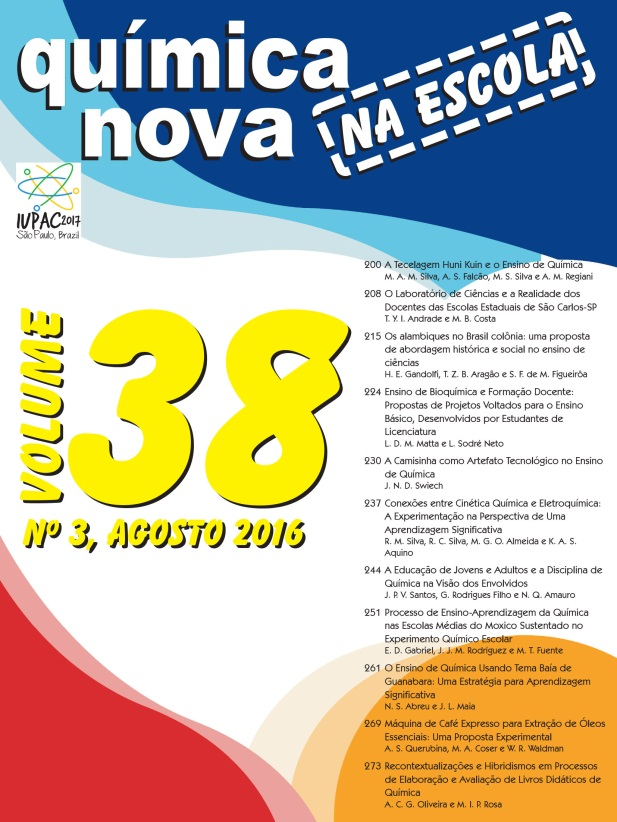 química
nova
NA ESCOLA
IUPAC2017
São Paulo, Brazil
VOLUME
38
Nº 3, AGOSTO 2016
200 A Tecelagem Huni Kuin e o Ensino de Química
M. A. M. Silva, A. S. Falcão, M. S. Silva e A. M. Regiani
208 O Laboratório de Ciências e a Realidade dos
Docentes das Escolas Estaduais de São Carlos-SP
T. Y. I. Andrade e M. B. Costa
215 Os alambiques no Brasil colônia: uma proposta
de abordagem histórica e social no ensino de
ciências
H. E. Gandolfi, T. Z. B. Aragão e S. F. de M. Figueirôa
224 Ensino de Bioquímica e Formação Docente:
Propostas de Projetos Voltados para o Ensino
Básico, Desenvolvidos por Estudantes de
Licenciatura
L. D. M. Matta e L. Sodré Neto
230 A Camisinha como Artefato Tecnológico no Ensino
de Química
J. N. D. Swiech
237 Conexões entre Cinética Química e Eletroquímica:
A Experimentação na Perspectiva de Uma
Aprendizagem Significativa
R. M. Silva, R. C. Silva, M. G. O. Almeida e K. A. S.
Aquino
244 A Educação de Jovens e Adultos e a Disciplina de
Química na Visão dos Envolvidos
J. P. V. Santos, G. Rodrigues Filho e N. Q. Amauro
251 Processo de Ensino-Aprendizagem da Química
nas Escolas Médias do Moxico Sustentado no
Experimento Químico Escolar
E. D. Gabriel, J. J. M. Rodríguez e M. T. Fuente
261 O Ensino de Química Usando Tema Baía de
Guanabara: Uma Estratégia para Aprendizagem
Significativa
N. S. Abreu e J. L. Maia
269 Máquina de Café Expresso para Extração de Óleos
Essenciais: Uma Proposta Experimental
A. S. Querubina, M. A. Coser e W. R. Waldman
273 Recontextualizações e Hibridismos em Processos
de Elaboração e Avaliação de Livros Didáticos de
Química
A. C. G. Oliveira e M. I. P. Rosa